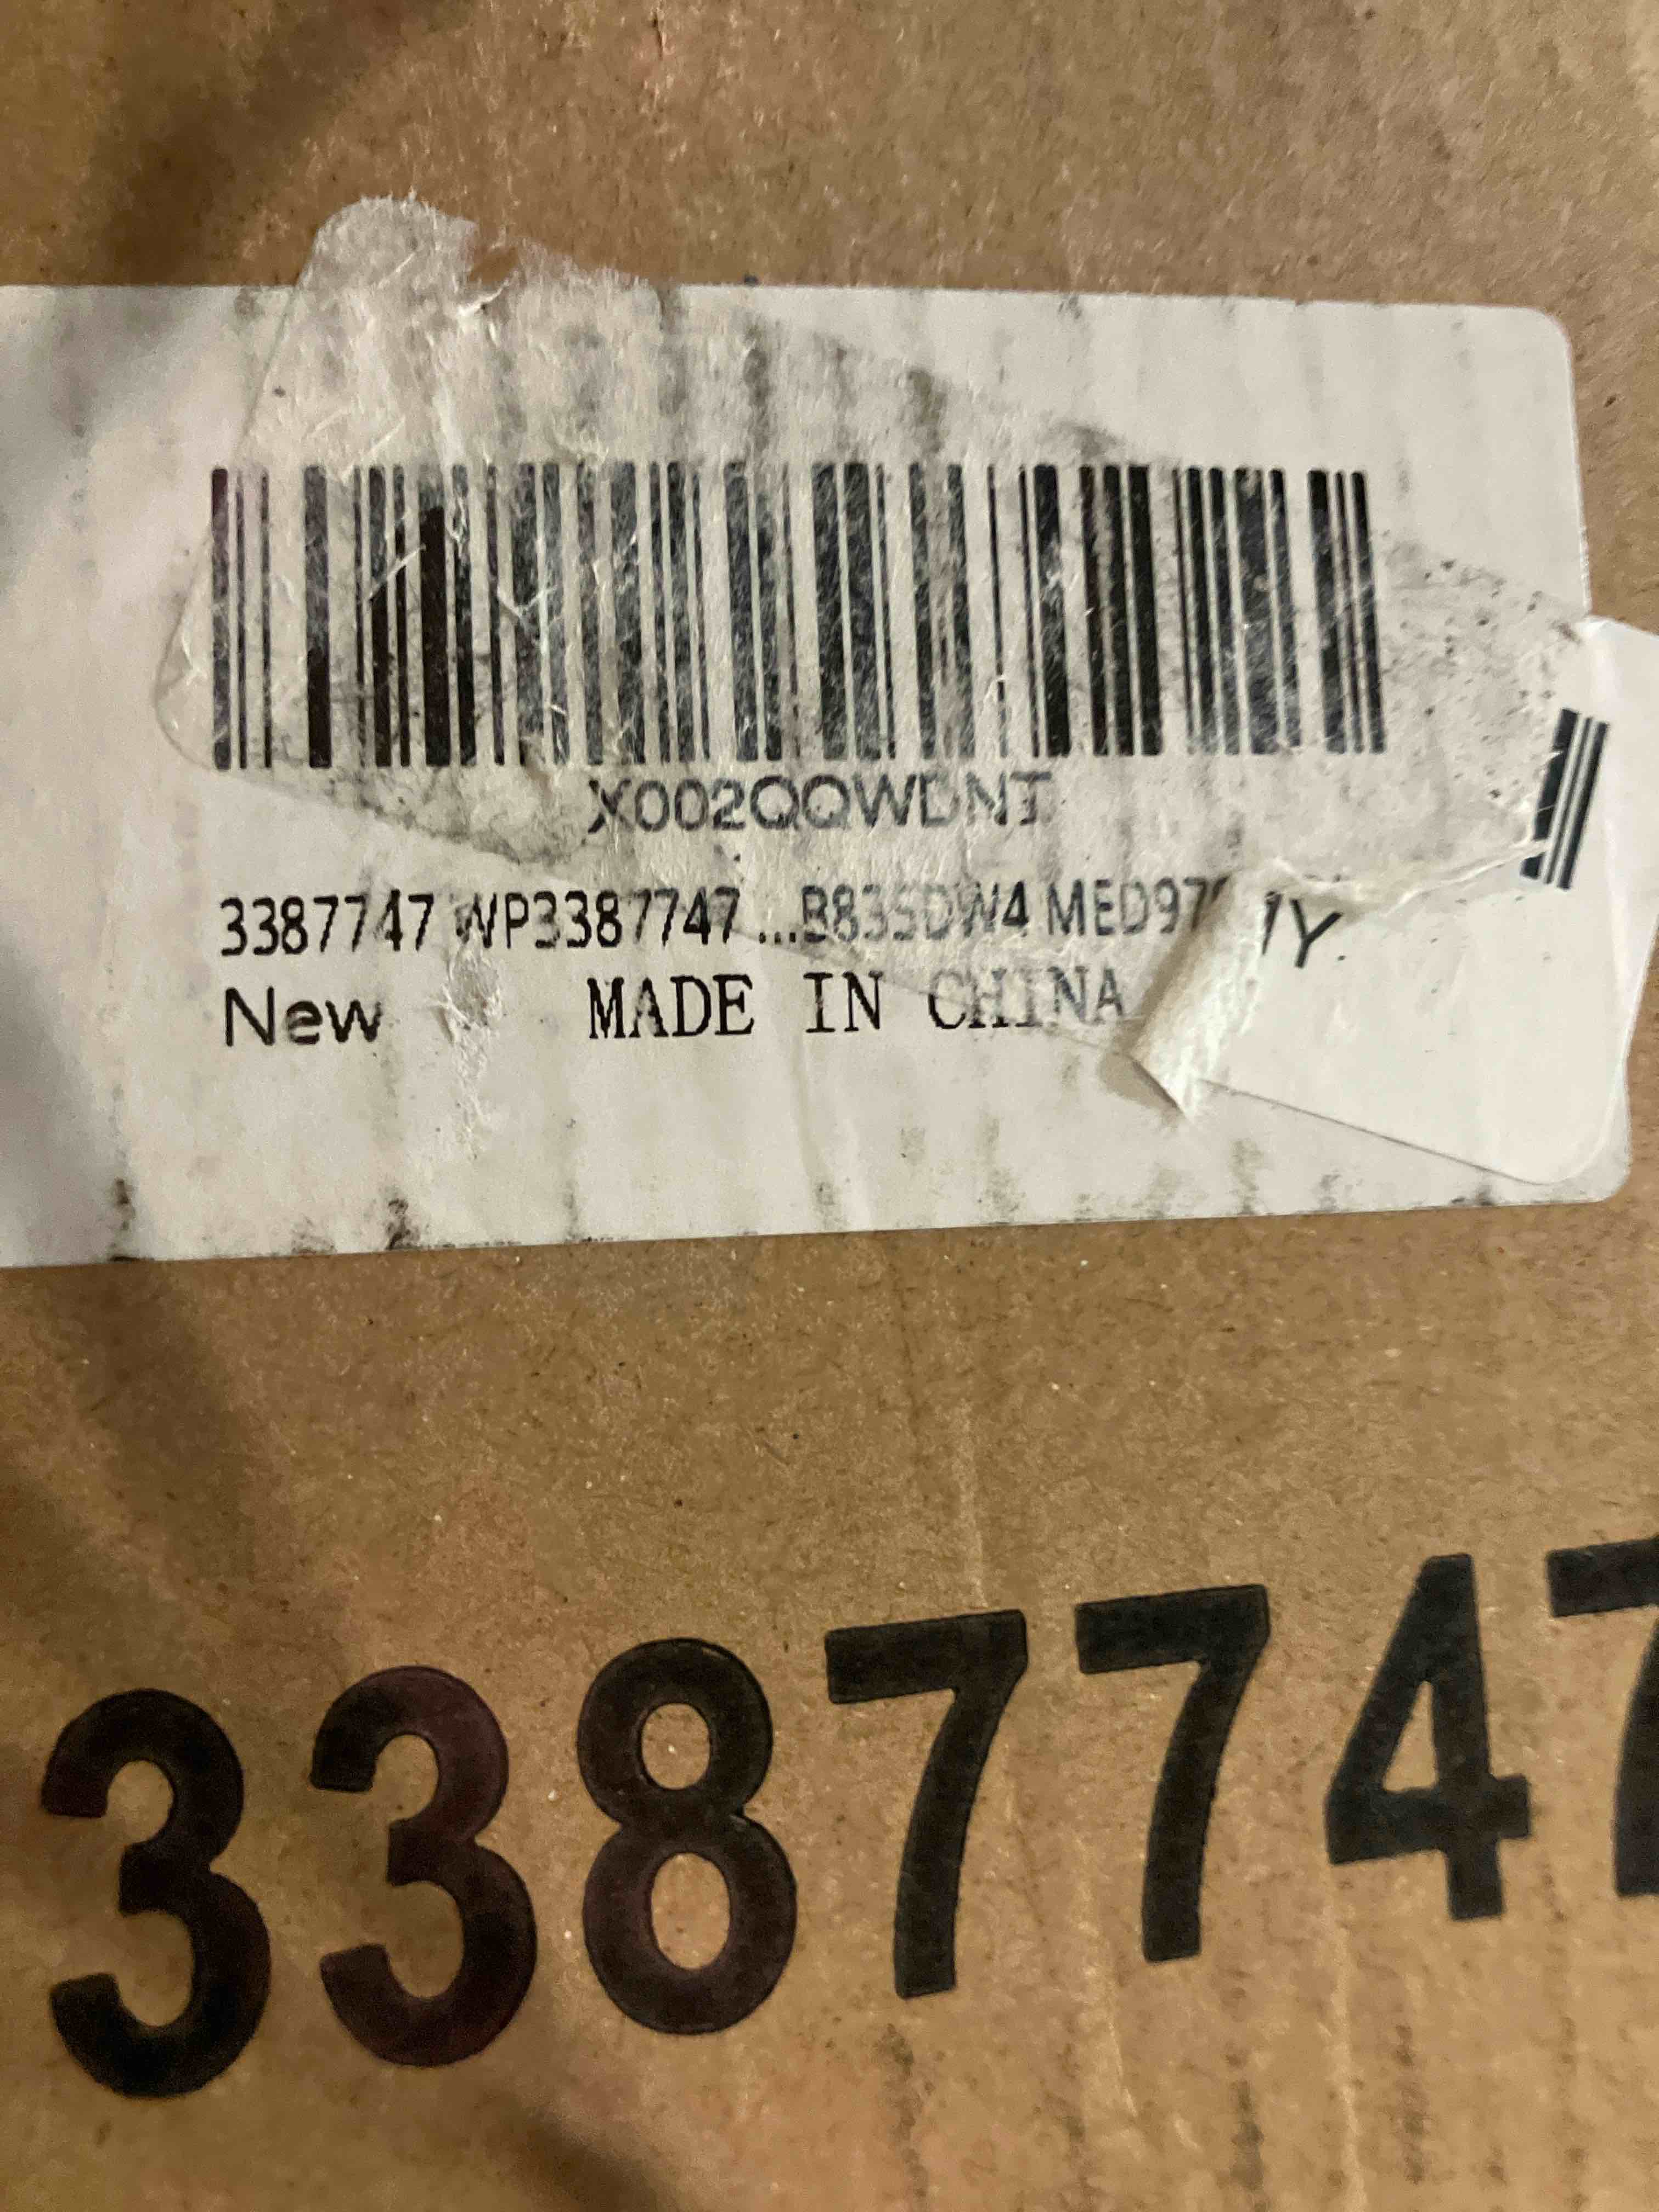 X002QQWDNT
3387747 WP3387747 ...B83SDW4
New MADE IN CHINA
3387747